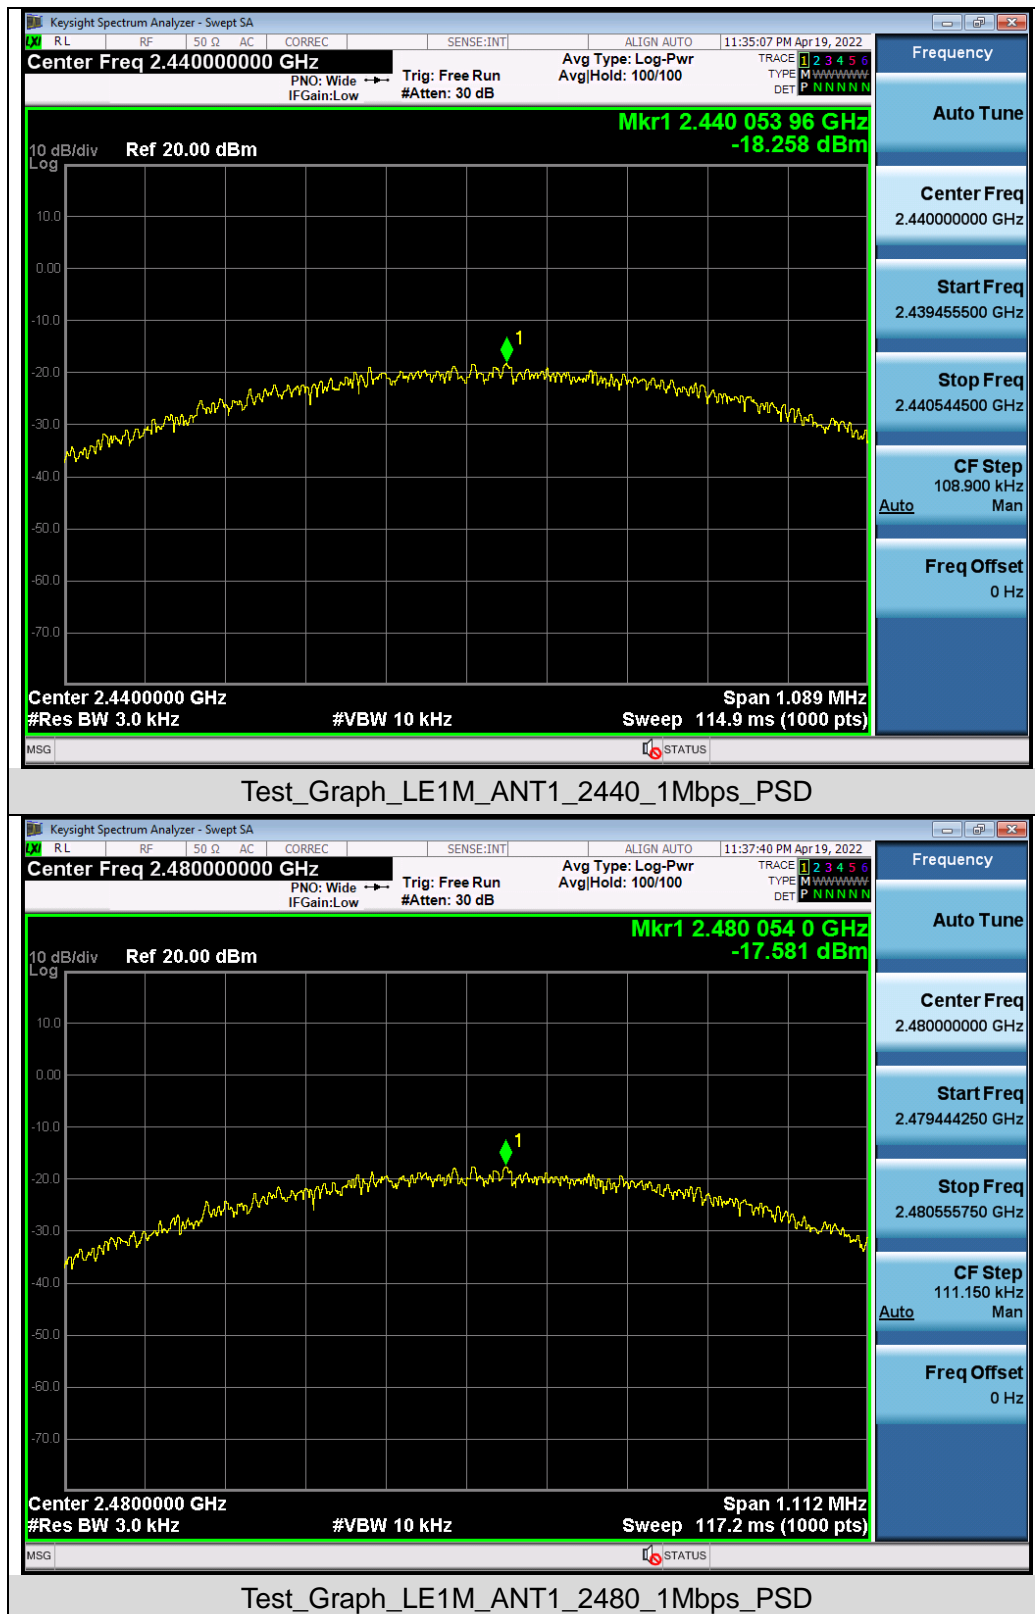 Keysight Spectrum Analyzer - Swept SA
LXI RL RF 50 Ω AC CORREC SENSE:INT ALIGN AUTO 11:35:07 PM Apr 19, 2022
Center Freq 2.440000000 GHz
PNO: Wide
IFGain:Low
Trig: Free Run
#Atten: 30 dB
Avg Type: Log-Pwr
Avg|Hold: 100/100
TRACE 1 2 3 4 5 6
TYPE M WWWWW
DET P N N N N N
Mkr1 2.440 053 96 GHz
-18.258 dBm
10 dB/div Ref 20.00 dBm
Log
10.0
0.00
-10.0
-20.0
-30.0
-40.0
-50.0
-60.0
-70.0
1
Center 2.4400000 GHz Span 1.089 MHz
#Res BW 3.0 kHz #VBW 10 kHz Sweep 114.9 ms (1000 pts)
MSG STATUS
Frequency
Auto Tune
Center Freq
2.440000000 GHz
Start Freq
2.439455500 GHz
Stop Freq
2.440544500 GHz
CF Step
108.900 kHz
Auto Man
Freq Offset
0 Hz
Test_Graph_LE1M_ANT1_2440_1Mbps_PSD
Keysight Spectrum Analyzer - Swept SA
LXI RL RF 50 Ω AC CORREC SENSE:INT ALIGN AUTO 11:37:40 PM Apr 19, 2022
Center Freq 2.480000000 GHz
PNO: Wide
IFGain:Low
Trig: Free Run
#Atten: 30 dB
Avg Type: Log-Pwr
Avg|Hold: 100/100
TRACE 1 2 3 4 5 6
TYPE M WWWWW
DET P N N N N N
Mkr1 2.480 054 0 GHz
-17.581 dBm
10 dB/div Ref 20.00 dBm
Log
10.0
0.00
-10.0
-20.0
-30.0
-40.0
-50.0
-60.0
-70.0
1
Center 2.4800000 GHz Span 1.112 MHz
#Res BW 3.0 kHz #VBW 10 kHz Sweep 117.2 ms (1000 pts)
MSG STATUS
Frequency
Auto Tune
Center Freq
2.480000000 GHz
Start Freq
2.479444250 GHz
Stop Freq
2.480555750 GHz
CF Step
111.150 kHz
Auto Man
Freq Offset
0 Hz
Test_Graph_LE1M_ANT1_2480_1Mbps_PSD